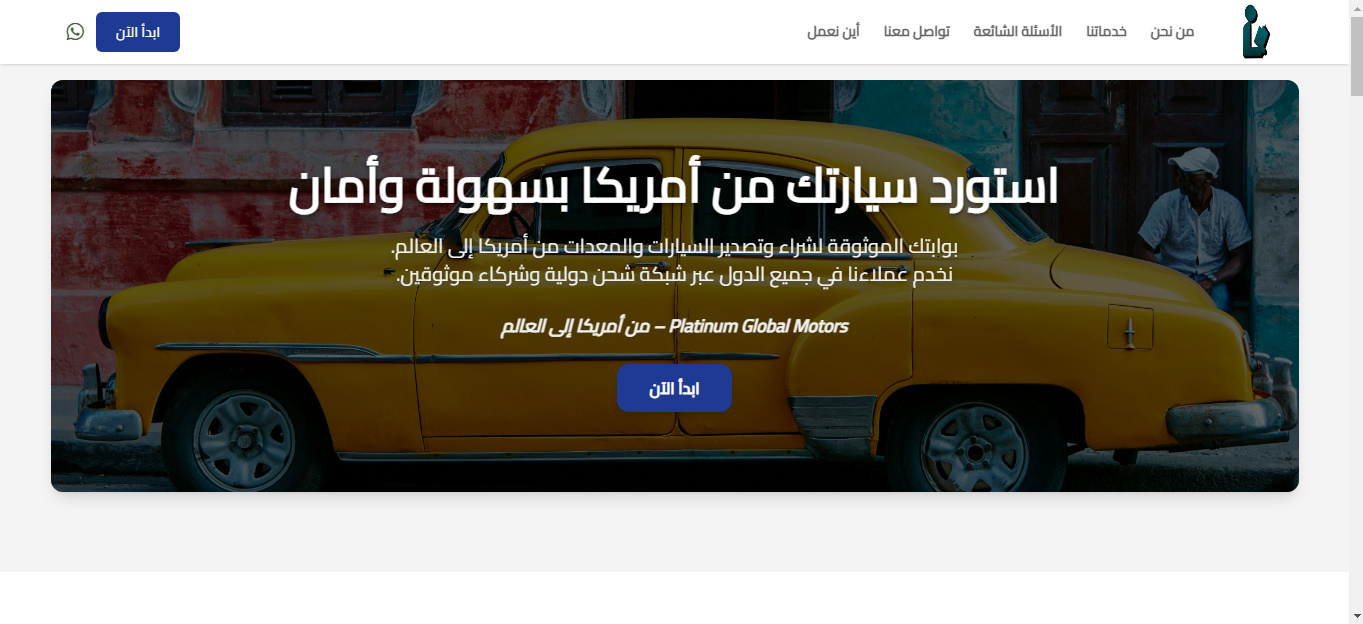 من نحن
خدماتنا
الأسئلة الشائعة
تواصل معنا
أين نعمل
ابدأ الآن
استورد سيارتك من أمريكا بسهولة وأمان
بوابتك الموثوقة لشراء وتصدير السيارات والمعدات من أمريكا إلى العالم.
نخدم عملاءنا في جميع الدول عبر شبكة شحن دولية وشركاء موثوقين.
Platinum Global Motors – من أمريكا إلى العالم
ابدأ الآن